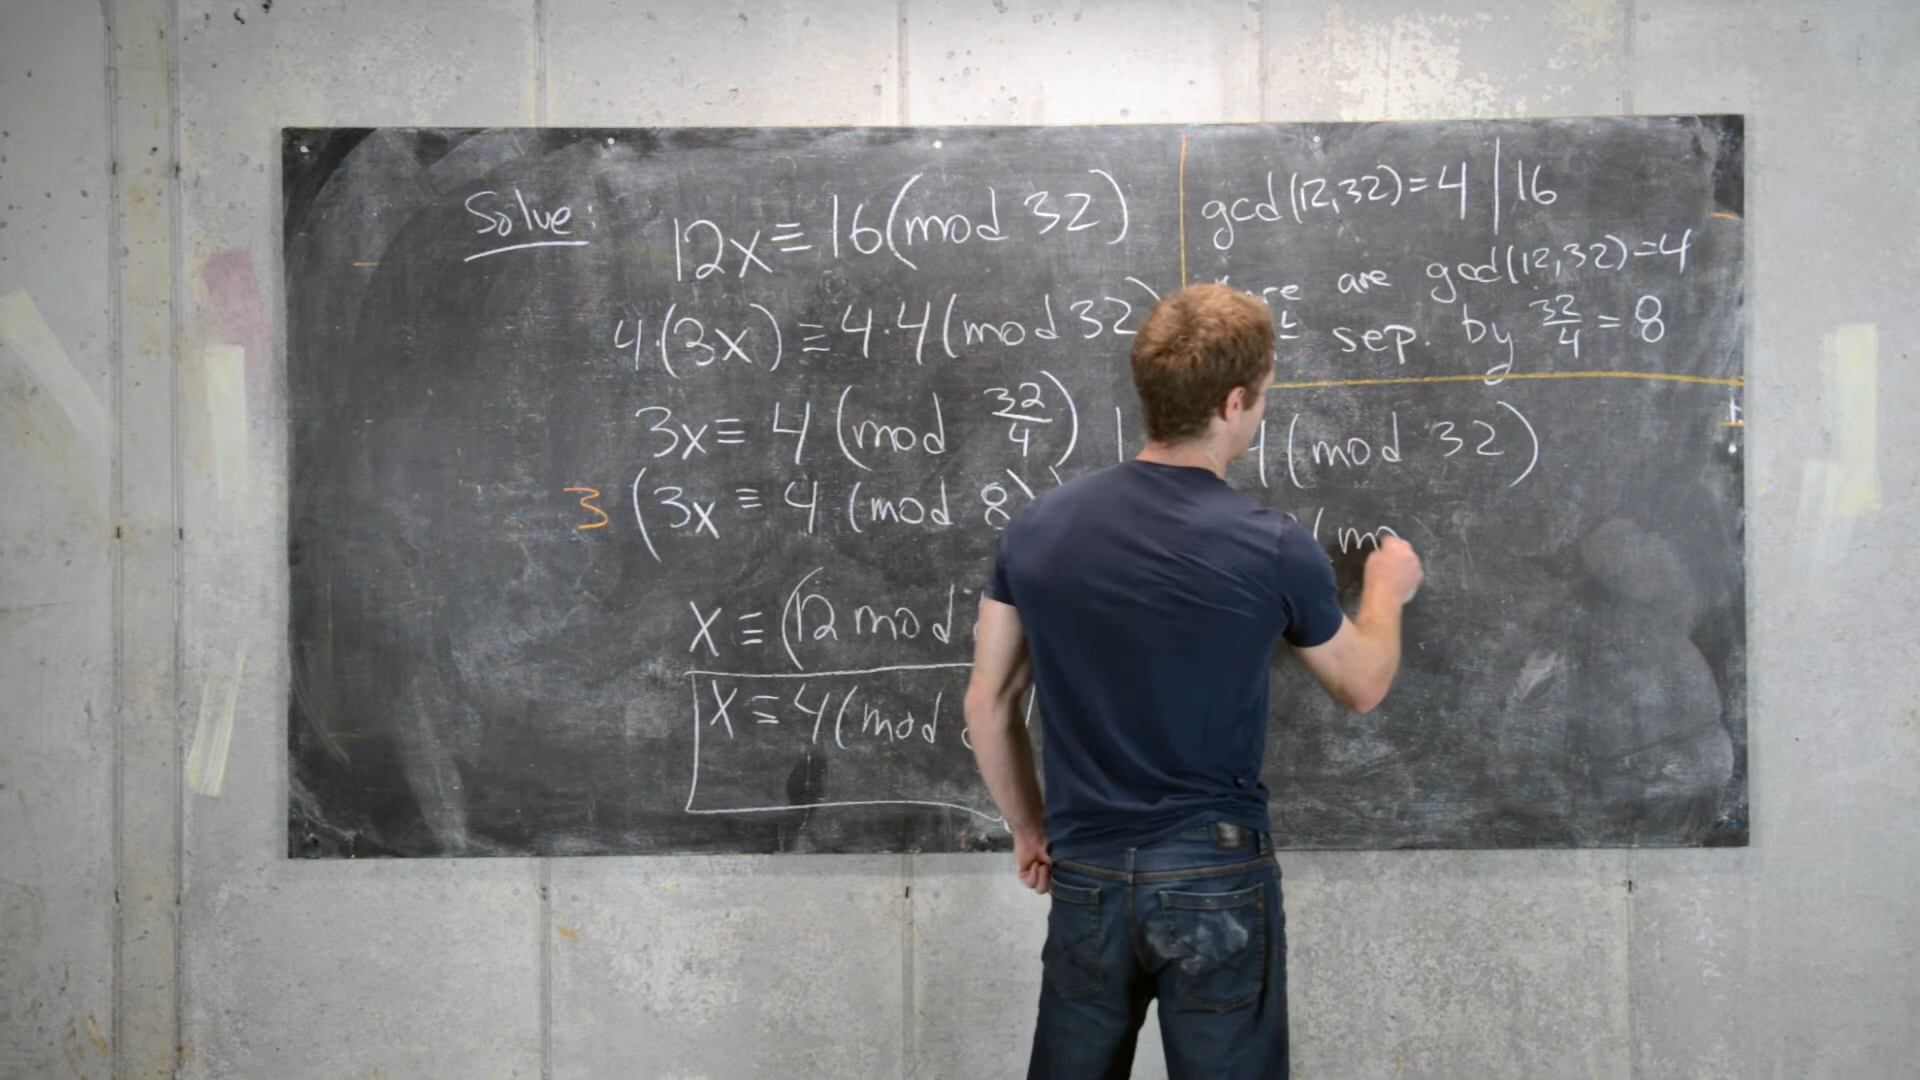 Solve:
12x ≡ 16(mod 32)
4·(3x) ≡ 4·4(mod 32)
3x ≡ 4 (mod 32/4)
3 (3x ≡ 4 (mod 8)
x ≡ (12 mod
x ≡ 4(mod
gcd(12,32)=4 | 16
are gcd(12,32)=4
sep. by 32/4 = 8
(mod 32)